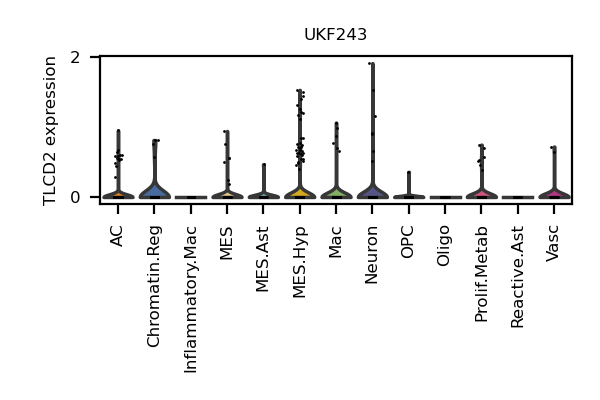 UKF243
TLCD2 expression
2
0
AC
Chromatin.Reg
Inflammatory.Mac
MES
MES.Ast
MES.Hyp
Mac
Neuron
OPC
Oligo
Prolif.Metab
Reactive.Ast
Vasc